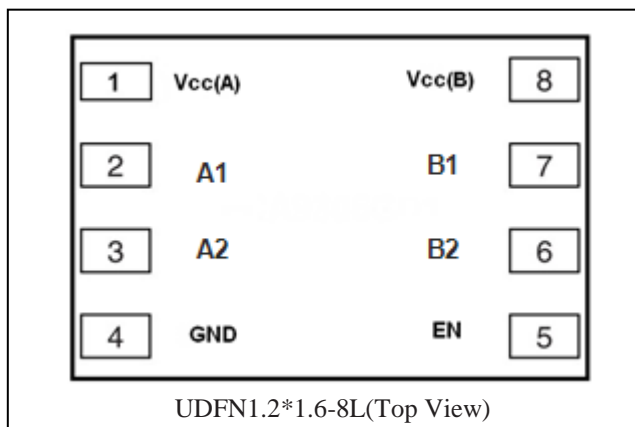 1 Vcc(A) Vcc(B) 8
2 A1 B1 7
3 A2 B2 6
4 GND EN 5
UDFN1.2*1.6-8L(Top View)